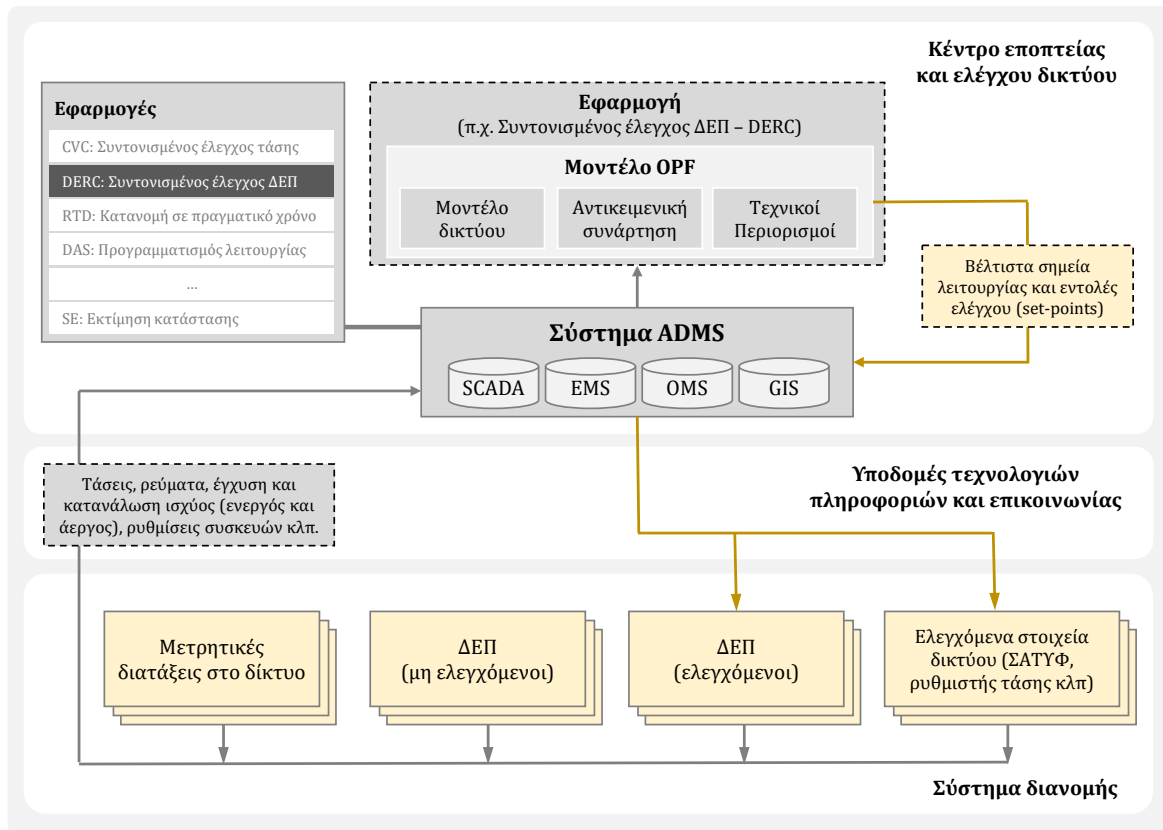 Κέντρο εποπτείας
και ελέγχου δικτύου
Εφαρμογές
CVC: Συντονισμένος έλεγχος τάσης
DERC: Συντονισμένος έλεγχος ΔΕΠ
RTD: Κατανομή σε πραγματικό χρόνο
DAS: Προγραμματισμός λειτουργίας
...
SE: Εκτίμηση κατάστασης
Εφαρμογή
(π.χ. Συντονισμένος έλεγχος ΔΕΠ – DERC)
Μοντέλο OPF
Μοντέλο
δικτύου
Αντικειμενική
συνάρτηση
Τεχνικοί
Περιορισμοί
Βέλτιστα σημεία
λειτουργίας και εντολές
ελέγχου (set-points)
Σύστημα ADMS
SCADA
EMS
OMS
GIS
Τάσεις, ρεύματα, έγχυση και
κατανάλωση ισχύος (ενεργός και
άεργος), ρυθμίσεις συσκευών κλπ.
Υποδομές τεχνολογιών
πληροφοριών και επικοινωνίας
Μετρητικές
διατάξεις στο δίκτυο
ΔΕΠ
(μη ελεγχόμενοι)
ΔΕΠ
(ελεγχόμενοι)
Ελεγχόμενα στοιχεία
δικτύου (ΣΑΤΥΦ,
ρυθμιστής τάσης κλπ)
Σύστημα διανομής